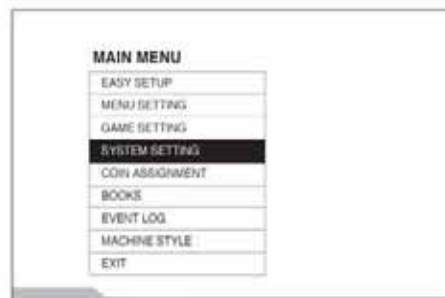 MAIN MENU
EASY SETUP
MENU SETTING
GAME SETTING
SYSTEM SETTING
COIN ASSIGNMENT
BOOKS
EVENT LOG
MACHINE STYLE
EXIT